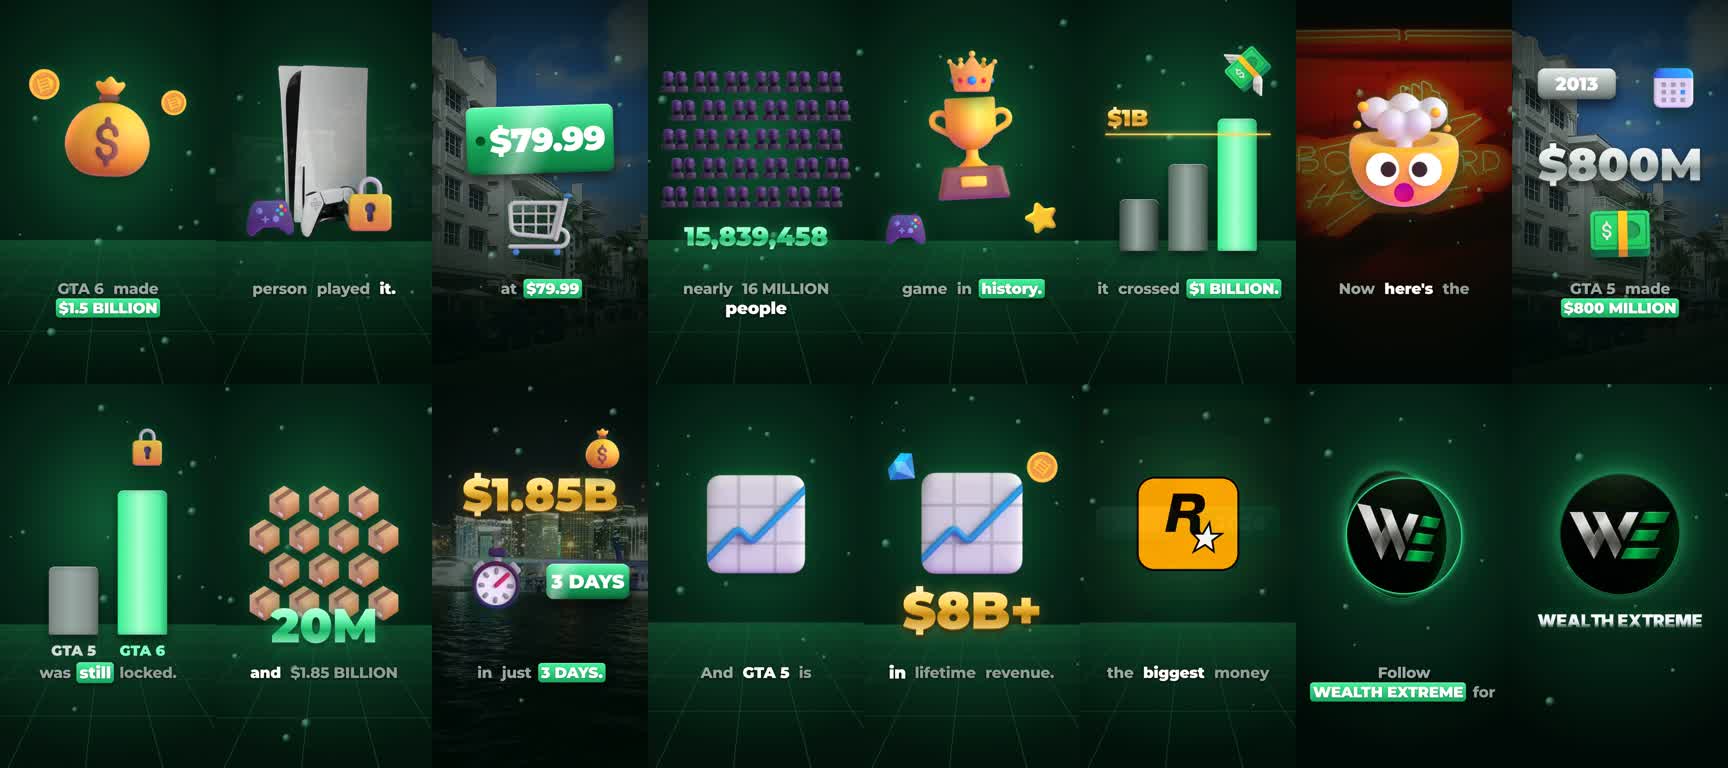 GTA 6 made
$1.5 BILLION
person played it.
$79.99
at $79.99
15,839,458
nearly 16 MILLION
people
game in history.
$1B
it crossed $1 BILLION.
Now here's the
2013
$800M
GTA 5 made
$800 MILLION
GTA 5 GTA 6
was still locked.
20M
and $1.85 BILLION
$1.85B
3 DAYS
in just 3 DAYS.
And GTA 5 is
$8B+
in lifetime revenue.
R
the biggest money
WE
Follow
WEALTH EXTREME for
WE
WEALTH EXTREME